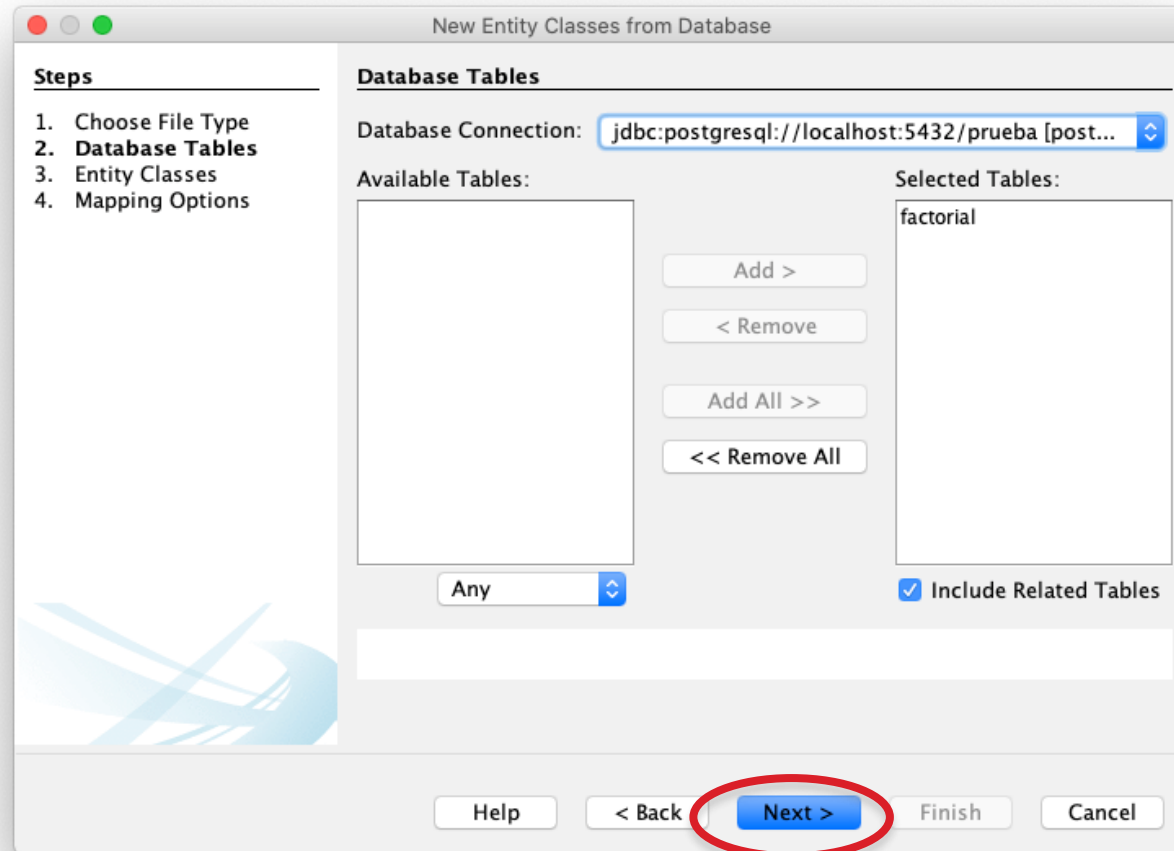 New Entity Classes from Database
Steps
1. Choose File Type
2. Database Tables
3. Entity Classes
4. Mapping Options
Database Tables
Database Connection: jdbc:postgresql://localhost:5432/prueba [post...
Available Tables:
Selected Tables:
factorial
Add >
< Remove
Add All >>
<< Remove All
Any
Include Related Tables
Help < Back Next > Finish Cancel